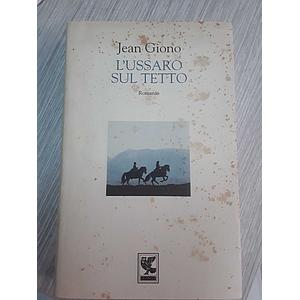 Jean Giono
L'USSARO
SUL TETTO
Romanzo